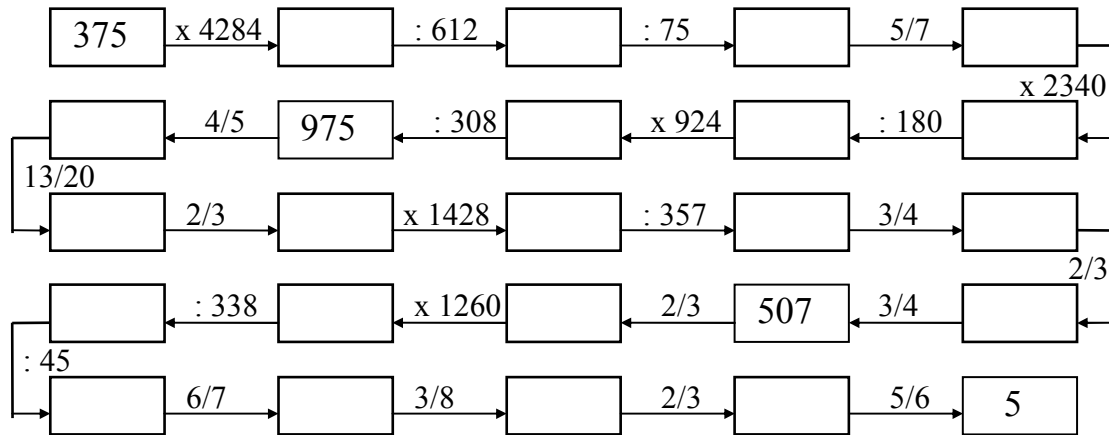 375 x 4284 : 612 : 75 5/7
x 2340
4/5 975 : 308 x 924 : 180
13/20
2/3 x 1428 : 357 3/4
2/3
: 338 x 1260 2/3 507 3/4
: 45
6/7 3/8 2/3 5/6 5